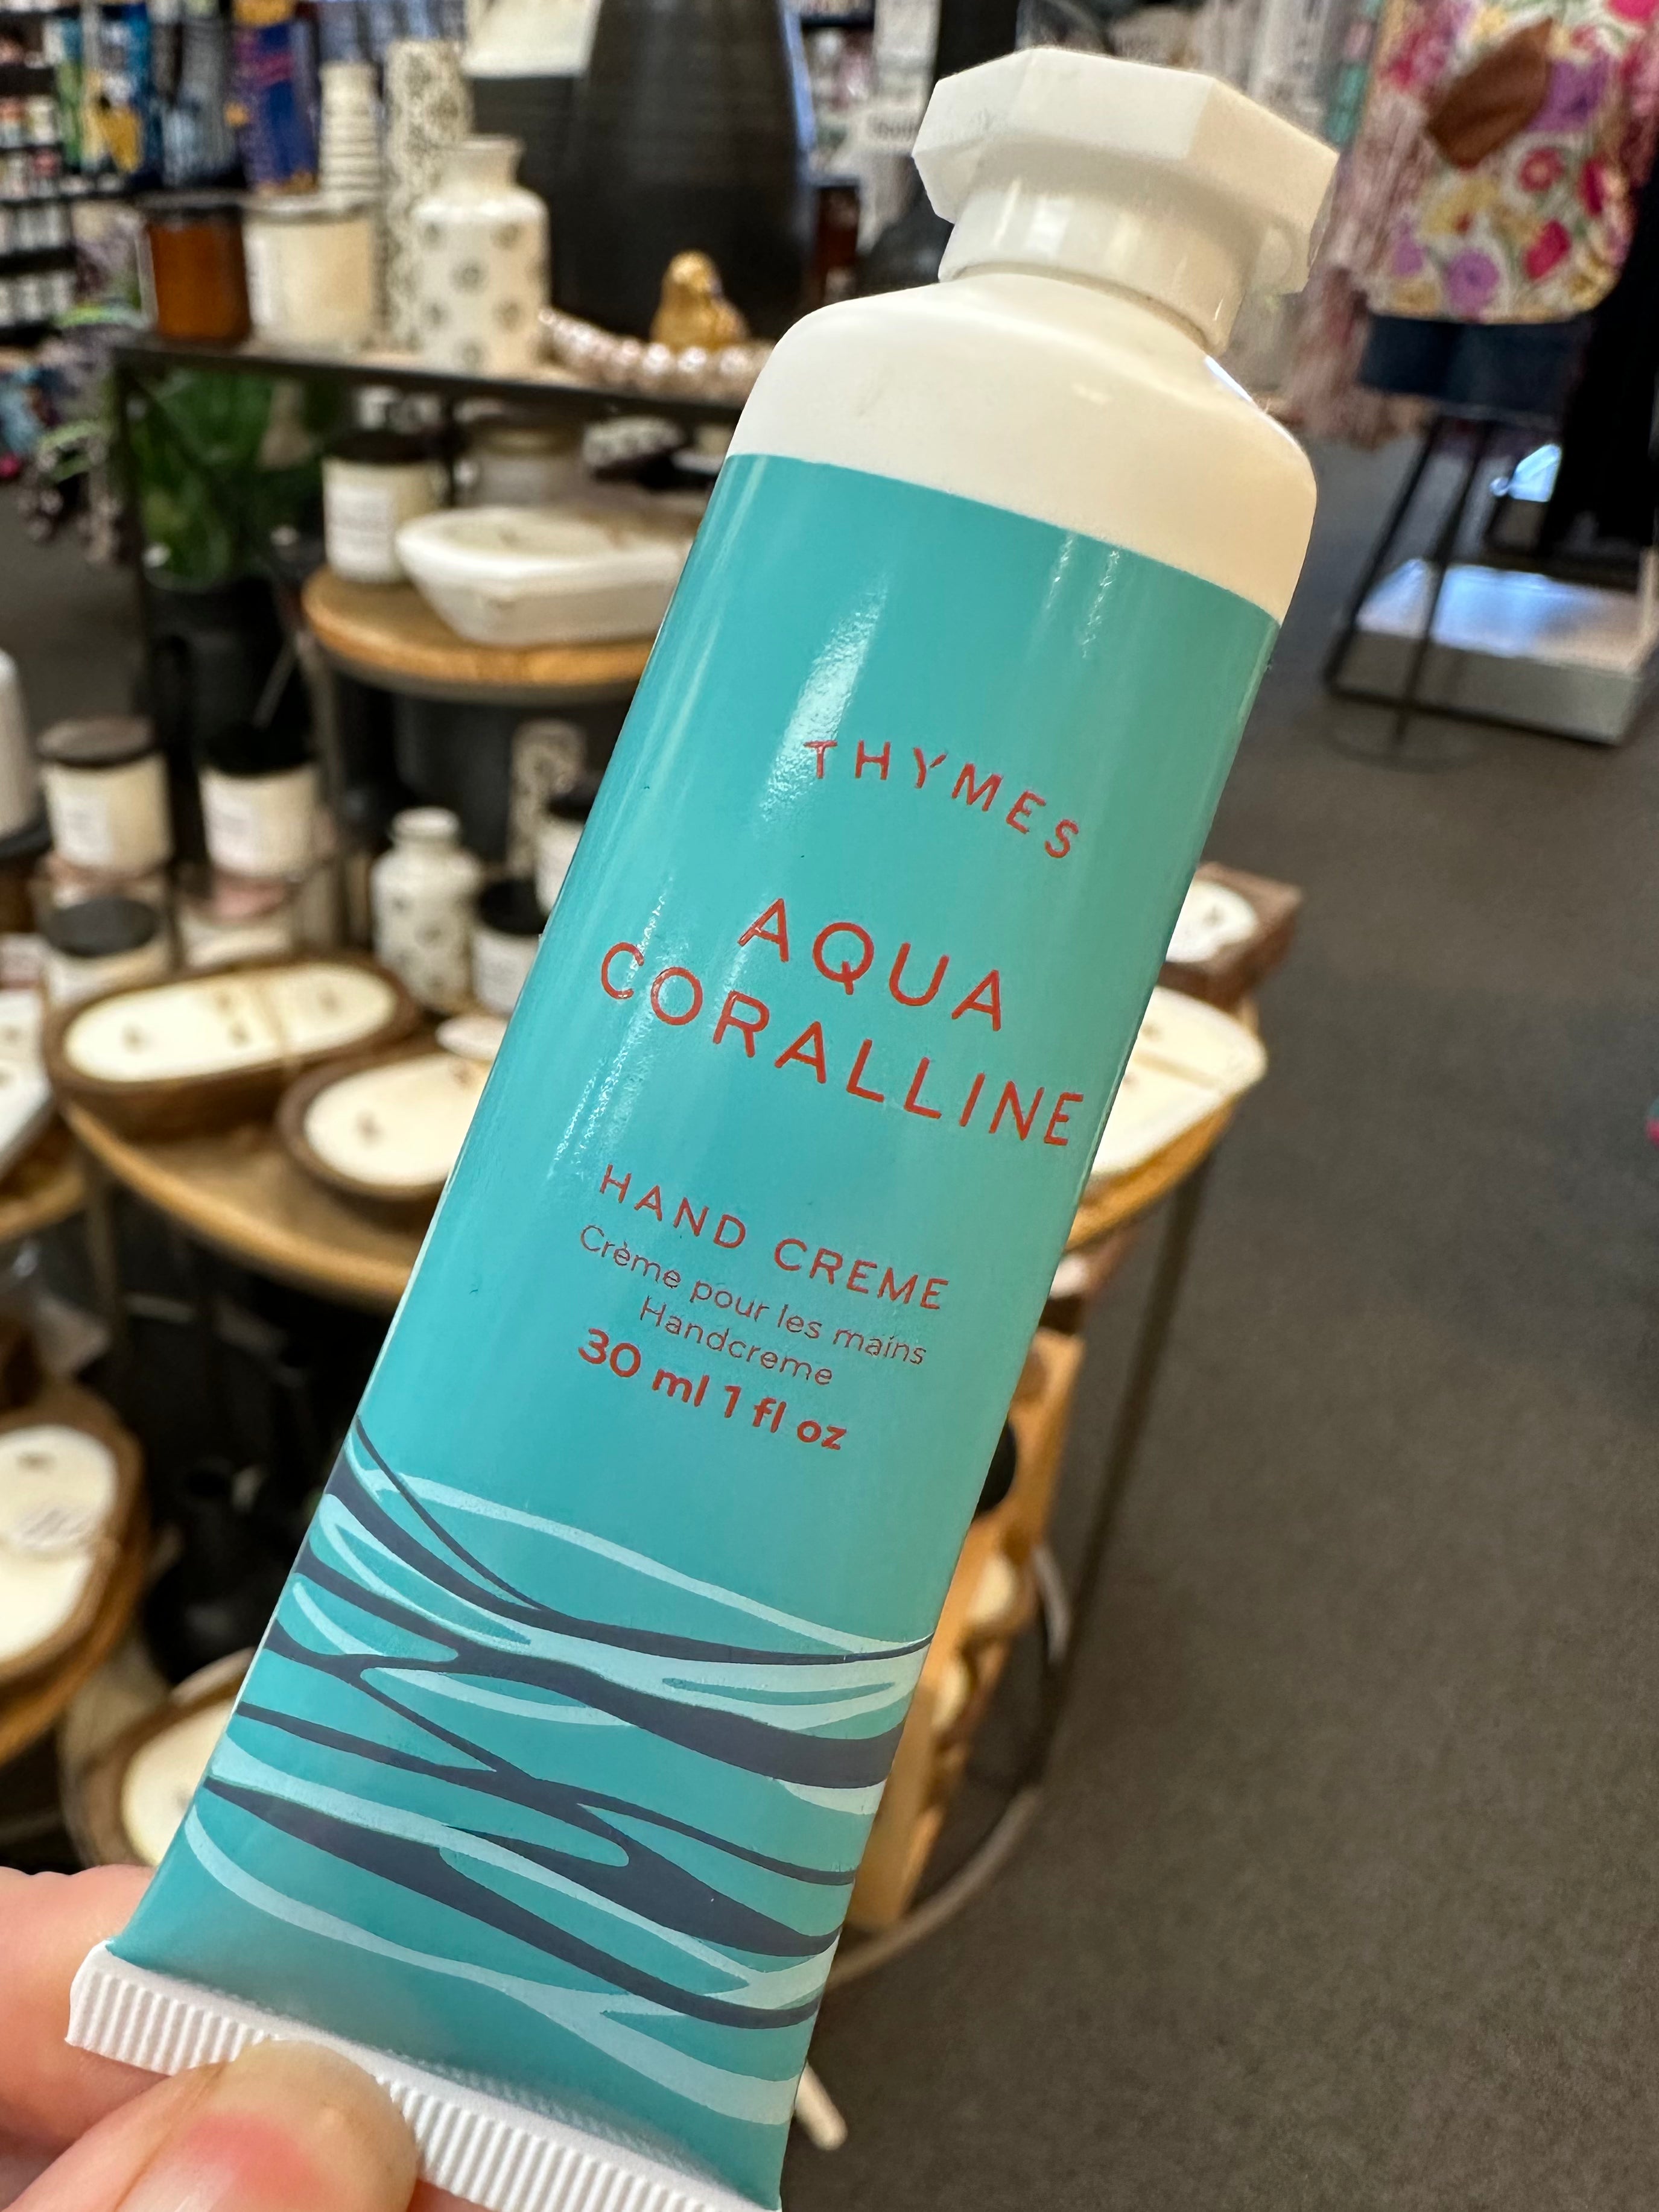 THYMES
AQUA
CORALLINE
HAND CREME
Crème pour les mains
Handcreme
30 ml 1 fl oz